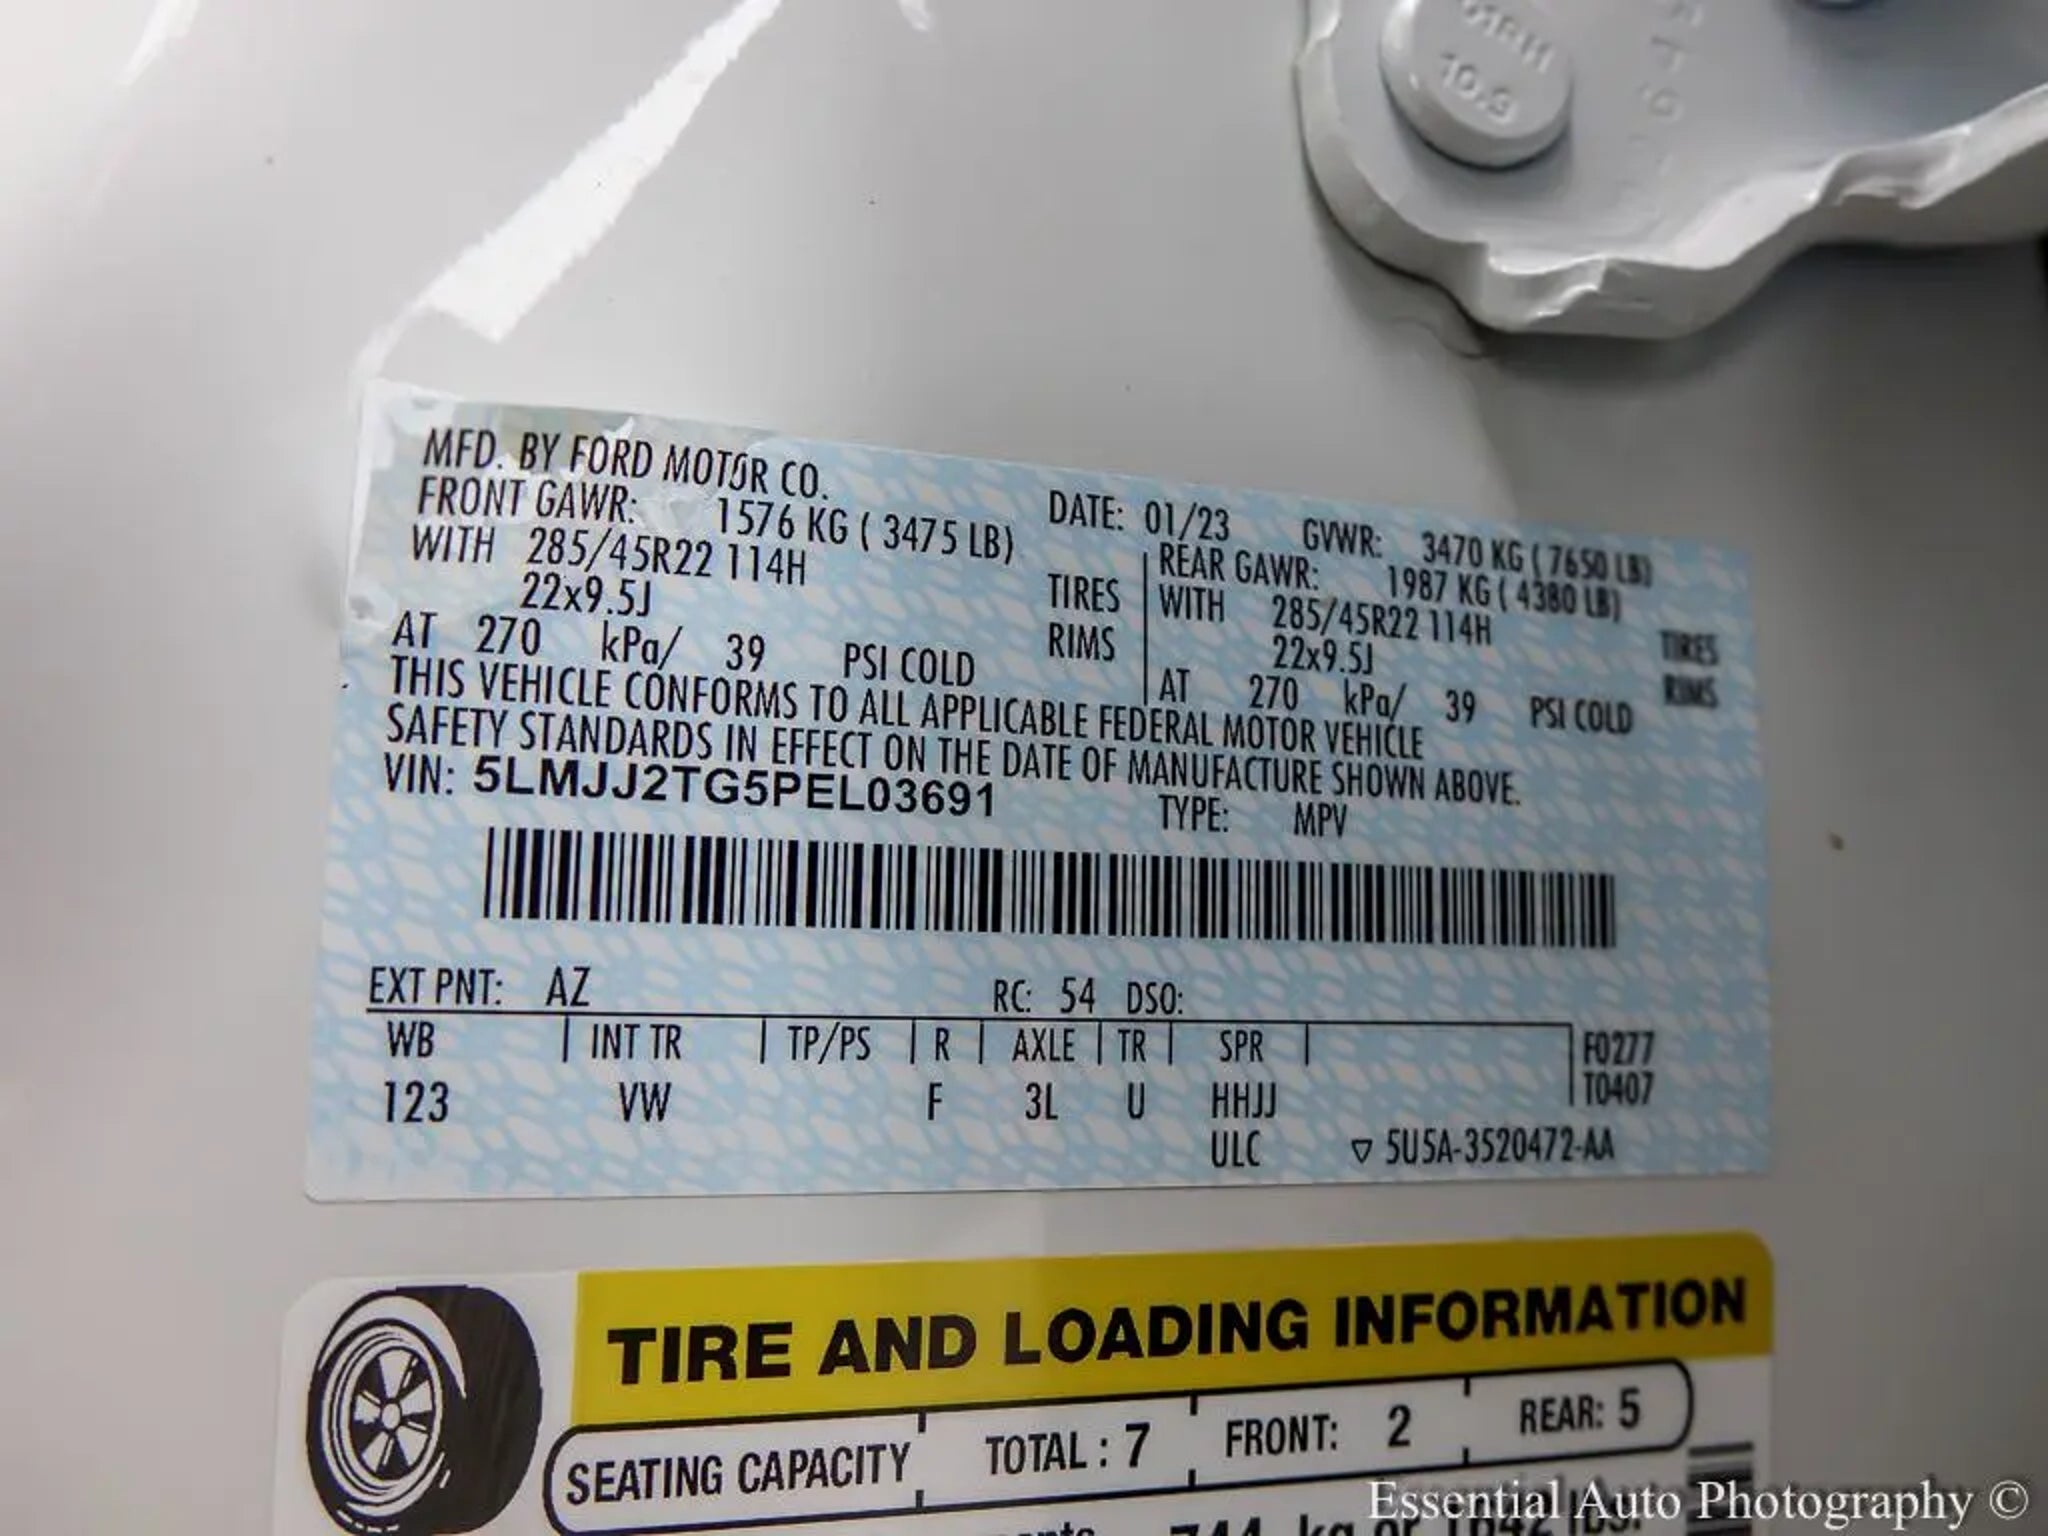 01RH
10.9
MFD. BY FORD MOTOR CO.
DATE: 01/23 GVWR: 3470 KG ( 7650 LB)
FRONT GAWR: 1576 KG ( 3475 LB)
REAR GAWR: 1987 KG ( 4380 LB)
WITH 285/45R22 114H TIRES
WITH 285/45R22 114H TIRES
22x9.5J RIMS
22x9.5J RIMS
AT 270 kPa/ 39 PSI COLD
AT 270 kPa/ 39 PSI COLD
THIS VEHICLE CONFORMS TO ALL APPLICABLE FEDERAL MOTOR VEHICLE
SAFETY STANDARDS IN EFFECT ON THE DATE OF MANUFACTURE SHOWN ABOVE.
VIN: 5LMJJ2TG5PEL03691 TYPE: MPV
EXT PNT: AZ RC: 54 DSO:
WB | INT TR | TP/PS | R | AXLE | TR | SPR | F0277
123 VW F 3L U HHJJ T0407
ULC ▽ 5U5A-3520472-AA
TIRE AND LOADING INFORMATION
SEATING CAPACITY TOTAL : 7 FRONT: 2 REAR: 5
kg or
Essential Auto Photography ©